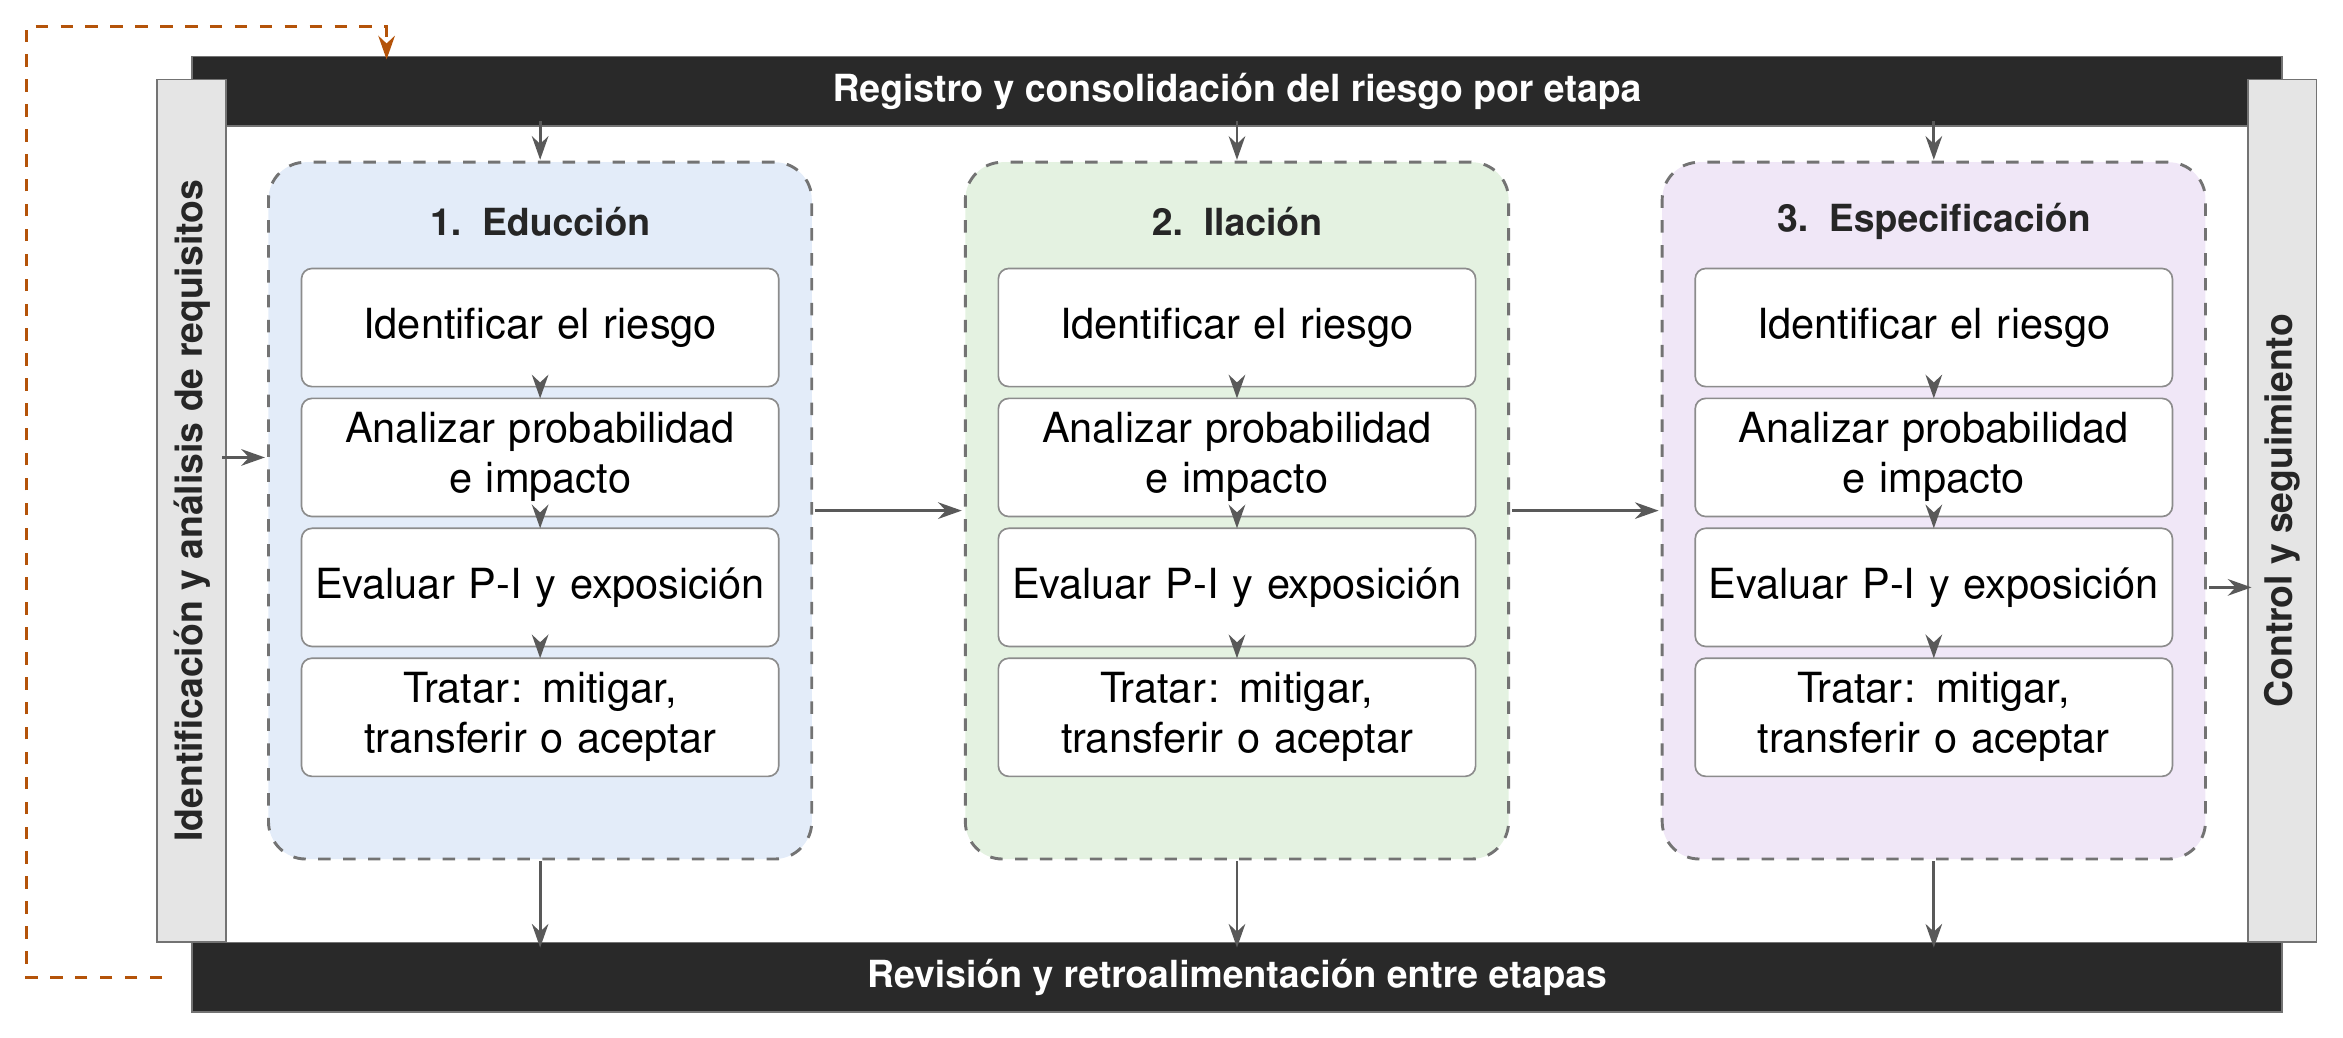 Registro y consolidación del riesgo por etapa
Identificación y análisis de requisitos
1. Educción
Identificar el riesgo
Analizar probabilidad
e impacto
Evaluar P-I y exposición
Tratar: mitigar,
transferir o aceptar
2. Ilación
Identificar el riesgo
Analizar probabilidad
e impacto
Evaluar P-I y exposición
Tratar: mitigar,
transferir o aceptar
3. Especificación
Identificar el riesgo
Analizar probabilidad
e impacto
Evaluar P-I y exposición
Tratar: mitigar,
transferir o aceptar
Control y seguimiento
Revisión y retroalimentación entre etapas